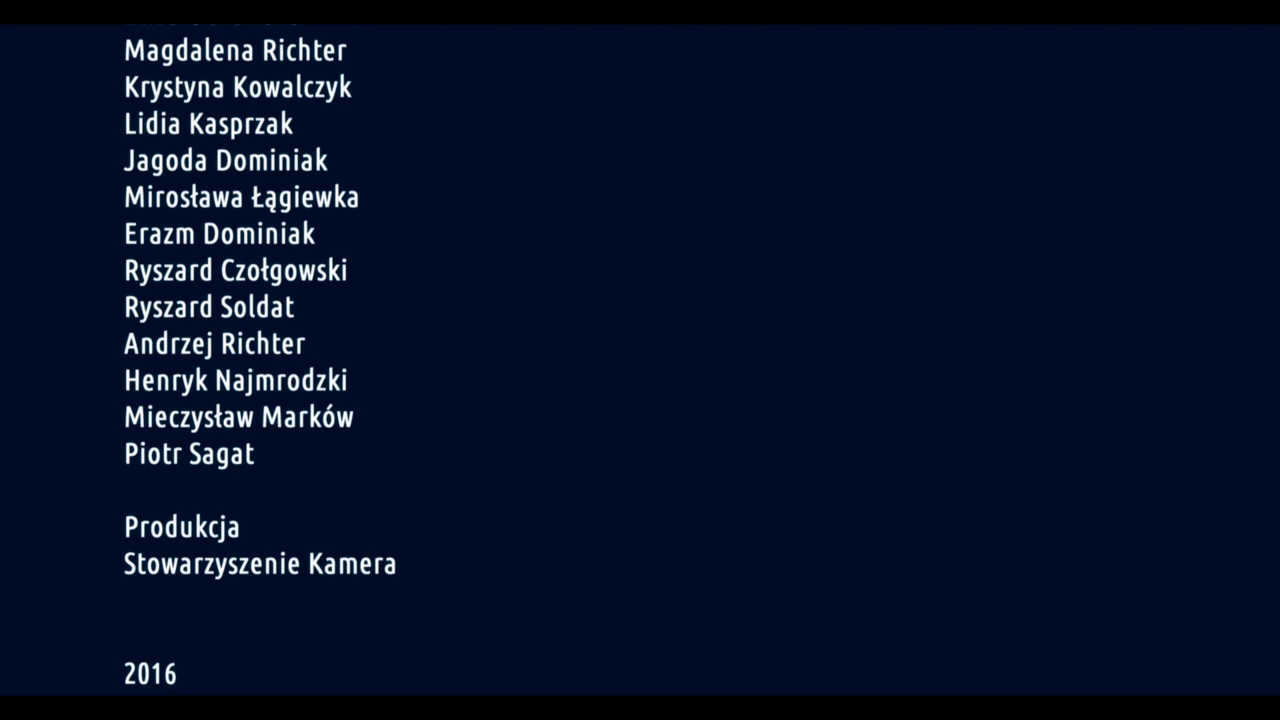 Magdalena Richter
Krystyna Kowalczyk
Lidia Kasprzak
Jagoda Dominiak
Mirosława Łągiewka
Erazm Dominiak
Ryszard Czołgowski
Ryszard Soldat
Andrzej Richter
Henryk Najmrodzki
Mieczysław Marków
Piotr Sagat
Produkcja
Stowarzyszenie Kamera
2016